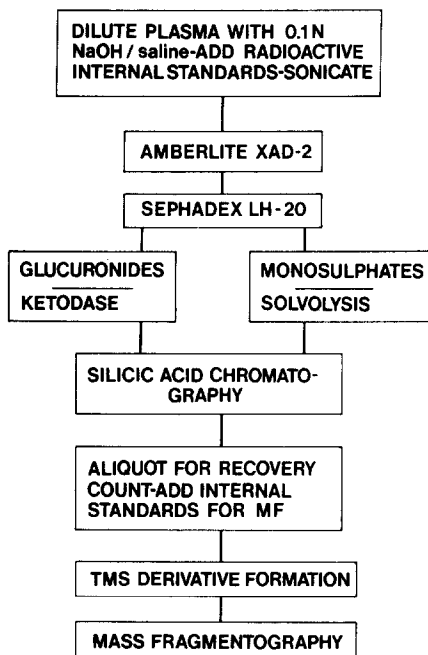 DILUTE PLASMA WITH 0.1N
NaOH / saline-ADD RADIOACTIVE
INTERNAL STANDARDS-SONICATE
AMBERLITE XAD-2
SEPHADEX LH-20
GLUCURONIDES
KETODASE
MONOSULPHATES
SOLVOLYSIS
SILICIC ACID CHROMATO-
GRAPHY
ALIQUOT FOR RECOVERY
COUNT-ADD INTERNAL
STANDARDS FOR MF
TMS DERIVATIVE FORMATION
MASS FRAGMENTOGRAPHY